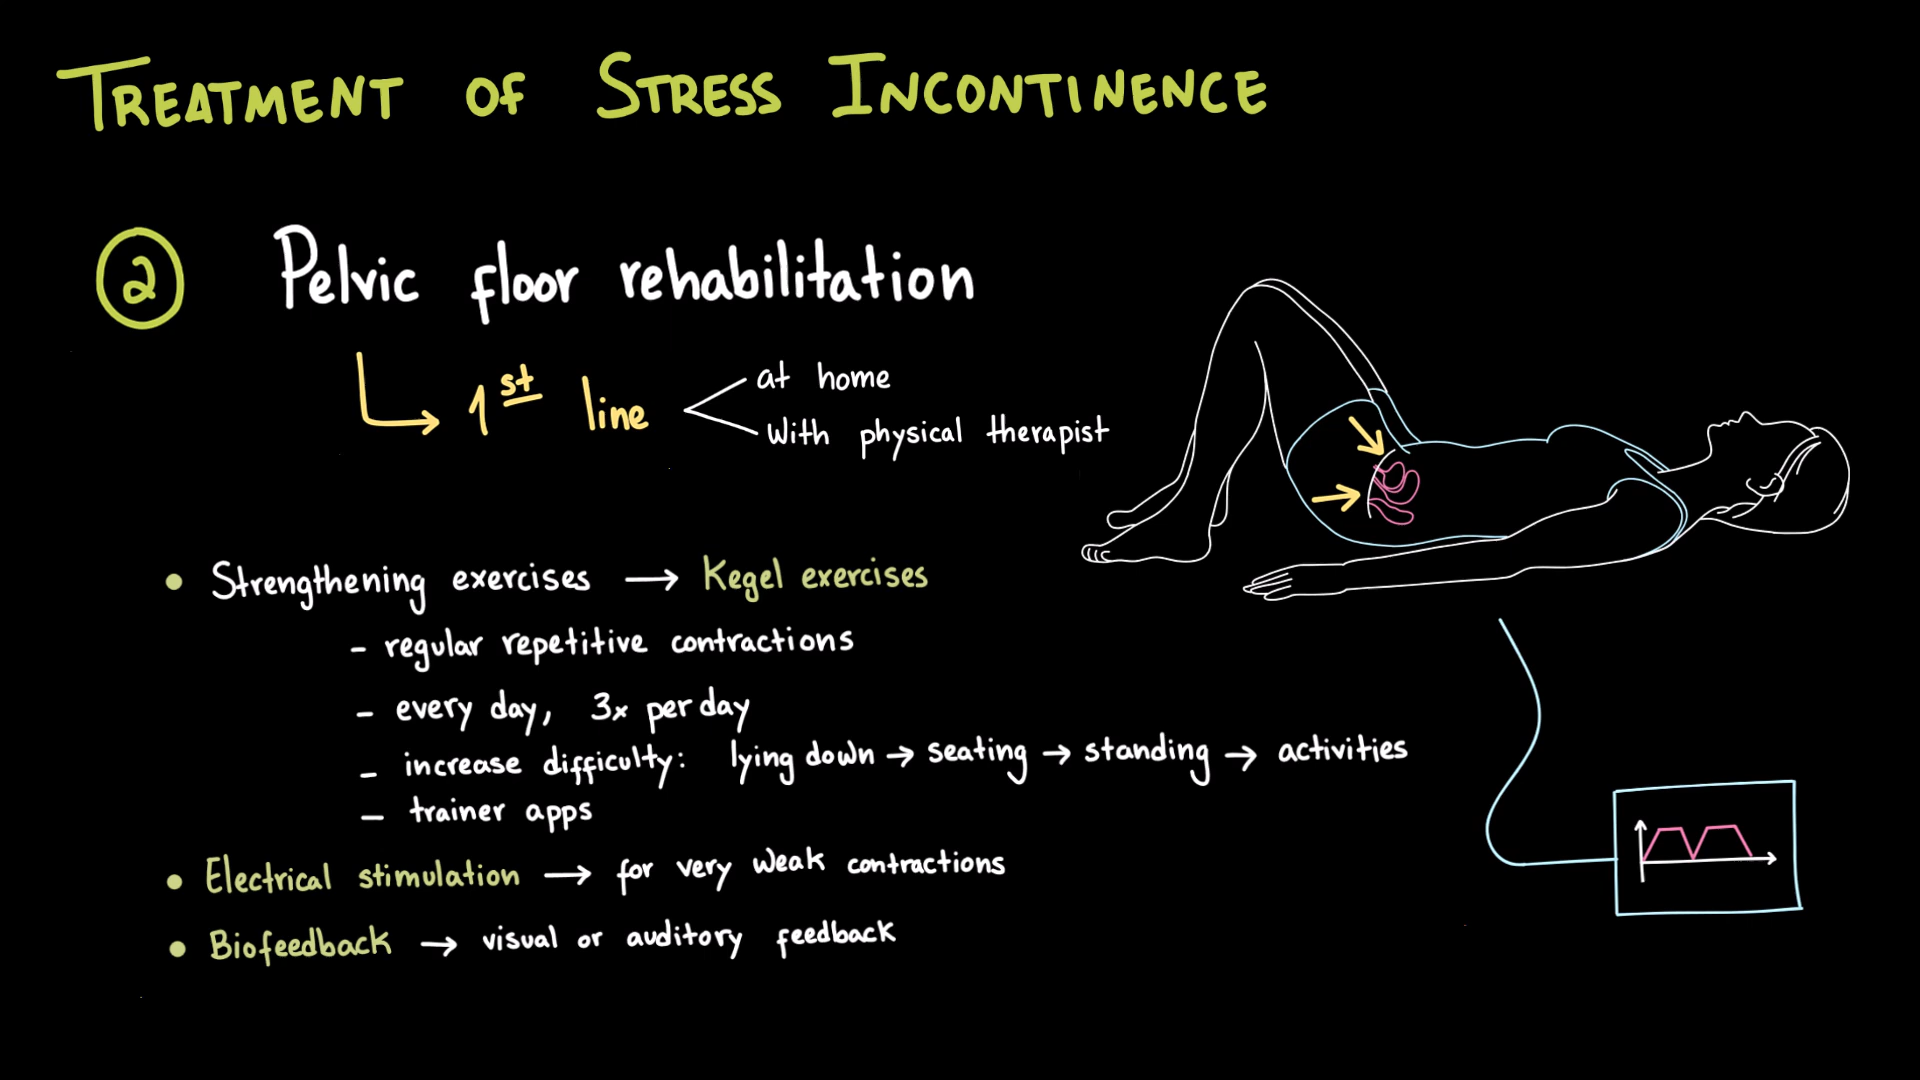 TREATMENT OF STRESS INCONTINENCE
2 Pelvic floor rehabilitation
1st line
at home
with physical therapist
• Strengthening exercises → Kegel exercises
- regular repetitive contractions
- every day, 3x per day
- increase difficulty: lying down → seating → standing → activities
- trainer apps
• Electrical stimulation → for very weak contractions
• Biofeedback → visual or auditory feedback